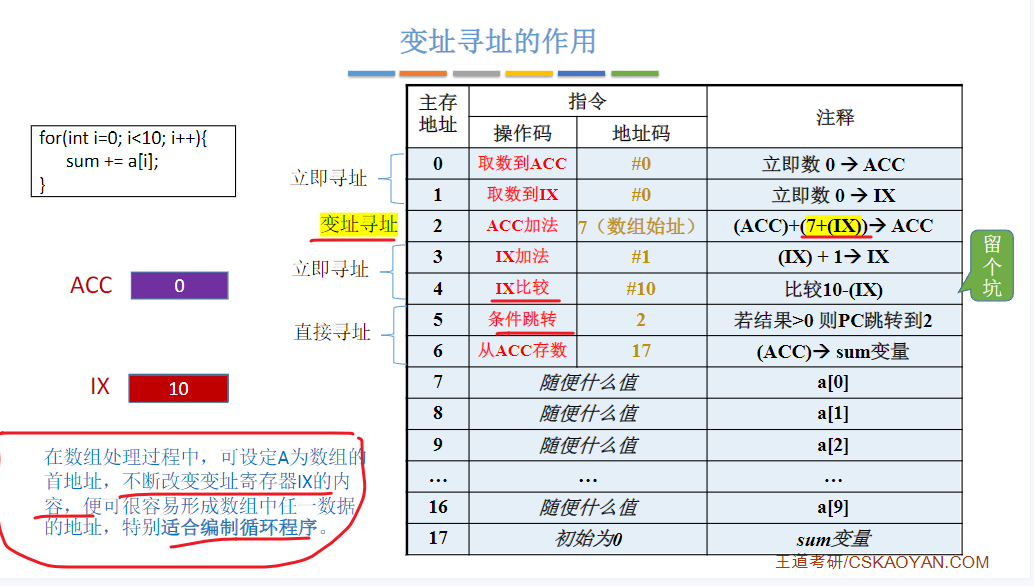 变址寻址的作用
for(int i=0; i<10; i++){
sum += a[i];
}
立即寻址
变址寻址
立即寻址
直接寻址
ACC 0
IX 10
在数组处理过程中，可设定A为数组的
首地址，不断改变变址寄存器IX的内
容，便可很容易形成数组中任一数据
的地址，特别适合编制循环程序。
主存地址 指令 注释
操作码 地址码
0 取数到ACC #0 立即数 0 → ACC
1 取数到IX #0 立即数 0 → IX
2 ACC加法 7（数组始址） (ACC)+(7+(IX))→ ACC
3 IX加法 #1 (IX) + 1→ IX
4 IX比较 #10 比较10-(IX)
5 条件跳转 2 若结果>0 则PC跳转到2
6 从ACC存数 17 (ACC)→ sum变量
7 随便什么值 a[0]
8 随便什么值 a[1]
9 随便什么值 a[2]
... ... ...
16 随便什么值 a[9]
17 初始为0 sum变量
留个坑
王道考研/CSKAOYAN.COM